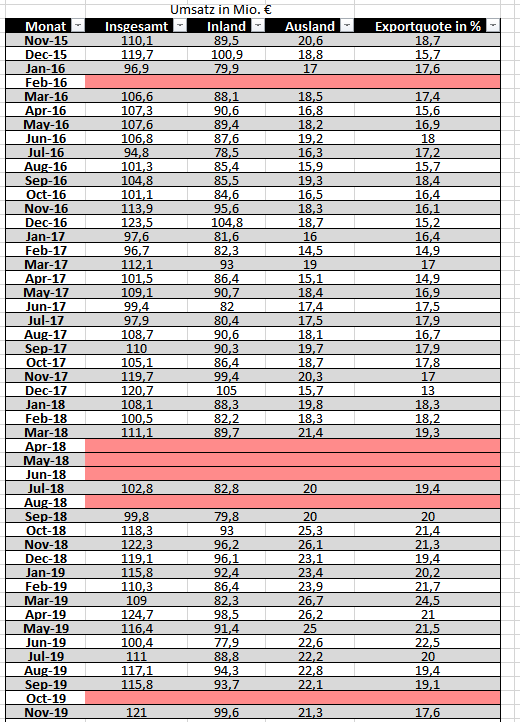 Umsatz in Mio. €
Monat Insgesamt Inland Ausland Exportquote in %
Nov-15 110,1 89,5 20,6 18,7
Dec-15 119,7 100,9 18,8 15,7
Jan-16 96,9 79,9 17 17,6
Feb-16
Mar-16 106,6 88,1 18,5 17,4
Apr-16 107,3 90,6 16,8 15,6
May-16 107,6 89,4 18,2 16,9
Jun-16 106,8 87,6 19,2 18
Jul-16 94,8 78,5 16,3 17,2
Aug-16 101,3 85,4 15,9 15,7
Sep-16 104,8 85,5 19,3 18,4
Oct-16 101,1 84,6 16,5 16,4
Nov-16 113,9 95,6 18,3 16,1
Dec-16 123,5 104,8 18,7 15,2
Jan-17 97,6 81,6 16 16,4
Feb-17 96,7 82,3 14,5 14,9
Mar-17 112,1 93 19 17
Apr-17 101,5 86,4 15,1 14,9
May-17 109,1 90,7 18,4 16,9
Jun-17 99,4 82 17,4 17,5
Jul-17 97,9 80,4 17,5 17,9
Aug-17 108,7 90,6 18,1 16,7
Sep-17 110 90,3 19,7 17,9
Oct-17 105,1 86,4 18,7 17,8
Nov-17 119,7 99,4 20,3 17
Dec-17 120,7 105 15,7 13
Jan-18 108,1 88,3 19,8 18,3
Feb-18 100,5 82,2 18,3 18,2
Mar-18 111,1 89,7 21,4 19,3
Apr-18
May-18
Jun-18
Jul-18 102,8 82,8 20 19,4
Aug-18
Sep-18 99,8 79,8 20 20
Oct-18 118,3 93 25,3 21,4
Nov-18 122,3 96,2 26,1 21,3
Dec-18 119,1 96,1 23,1 19,4
Jan-19 115,8 92,4 23,4 20,2
Feb-19 110,3 86,4 23,9 21,7
Mar-19 109 82,3 26,7 24,5
Apr-19 124,7 98,5 26,2 21
May-19 116,4 91,4 25 21,5
Jun-19 100,4 77,9 22,6 22,5
Jul-19 111 88,8 22,2 20
Aug-19 117,1 94,3 22,8 19,4
Sep-19 115,8 93,7 22,1 19,1
Oct-19
Nov-19 121 99,6 21,3 17,6